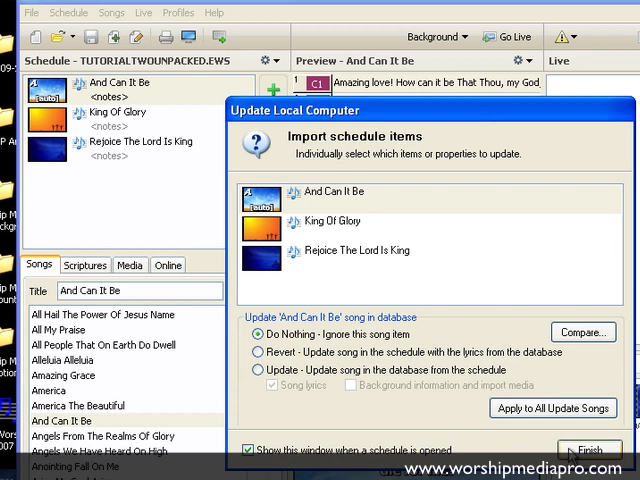 File Schedule Songs Live Profiles Help
Background Go Live
Schedule - TUTORIALTWOUNPACKED.EWS
Preview - And Can It Be
Live
And Can It Be
<notes>
[auto]
King Of Glory
<notes>
Rejoice The Lord Is King
<notes>
1 C1 Amazing love! How can it be That Thou, my God,
Update Local Computer
Import schedule items
Individually select which items or properties to update.
And Can It Be
[auto]
King Of Glory
Rejoice The Lord Is King
Update 'And Can It Be' song in database
Do Nothing - Ignore this song item
Compare...
Revert - Update song in the schedule with the lyrics from the database
Update - Update song in the database from the schedule
Song lyrics Background information and import media
Apply to All Update Songs
Show this window when a schedule is opened
Finish
Songs Scriptures Media Online
Title And Can It Be
All Hail The Power Of Jesus Name
All My Praise
All People That On Earth Do Dwell
Alleluia Alleluia
Amazing Grace
America
America The Beautiful
And Can It Be
Angels From The Realms Of Glory
Angels We Have Heard On High
Anointing Fall On Me
www.worshipmediapro.com